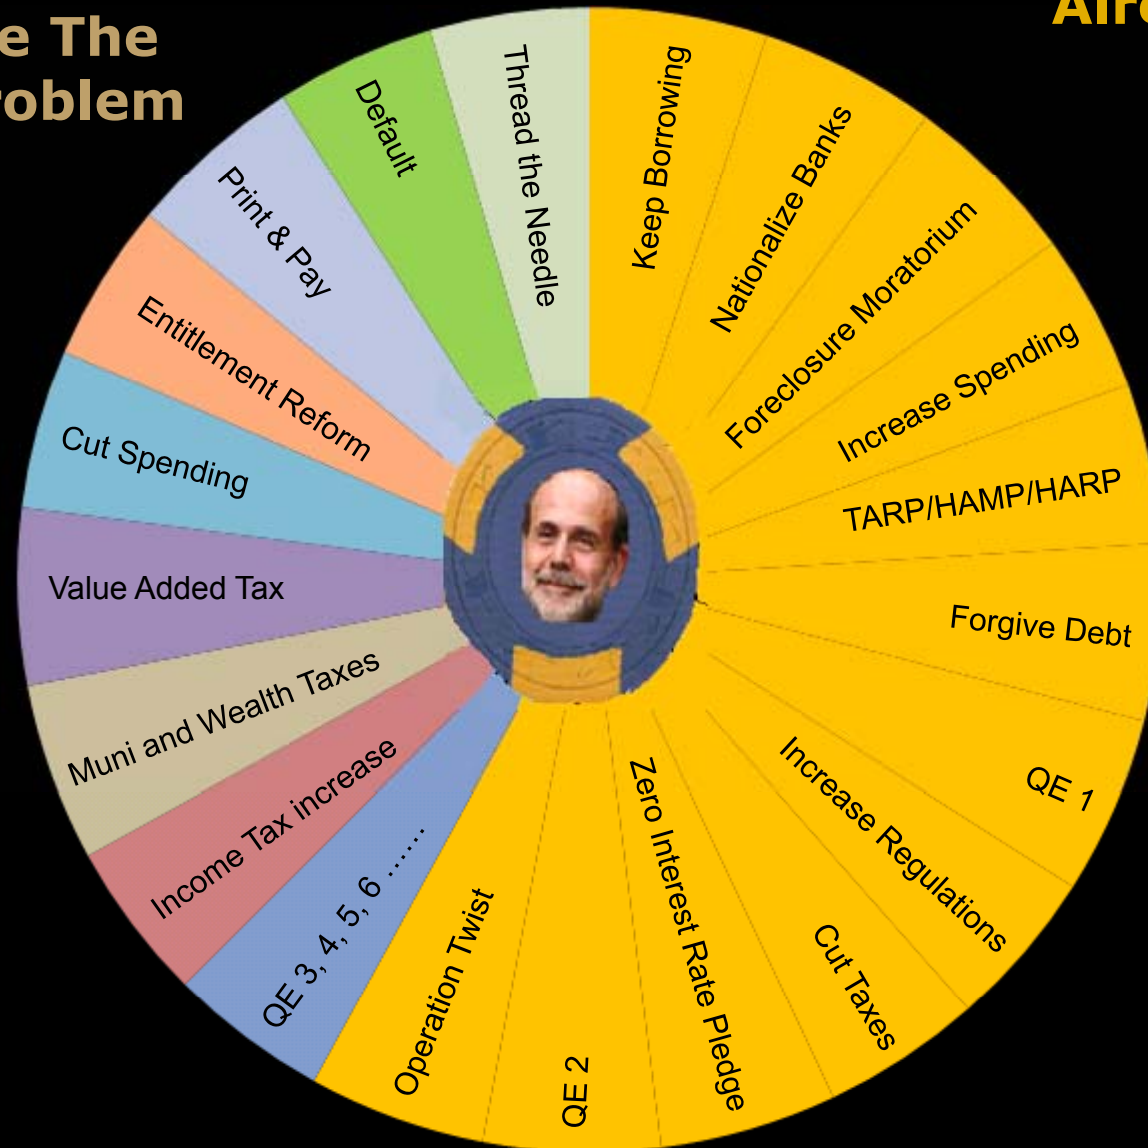 e The
roblem
Keep Borrowing
Nationalize Banks
Foreclosure Moratorium
Increase Spending
TARP/HAMP/HARP
Forgive Debt
QE 1
Increase Regulations
Cut Taxes
Zero Interest Rate Pledge
QE 2
Operation Twist
QE 3, 4, 5, 6 ......
Income Tax increase
Muni and Wealth Taxes
Value Added Tax
Cut Spending
Entitlement Reform
Print & Pay
Default
Thread the Needle